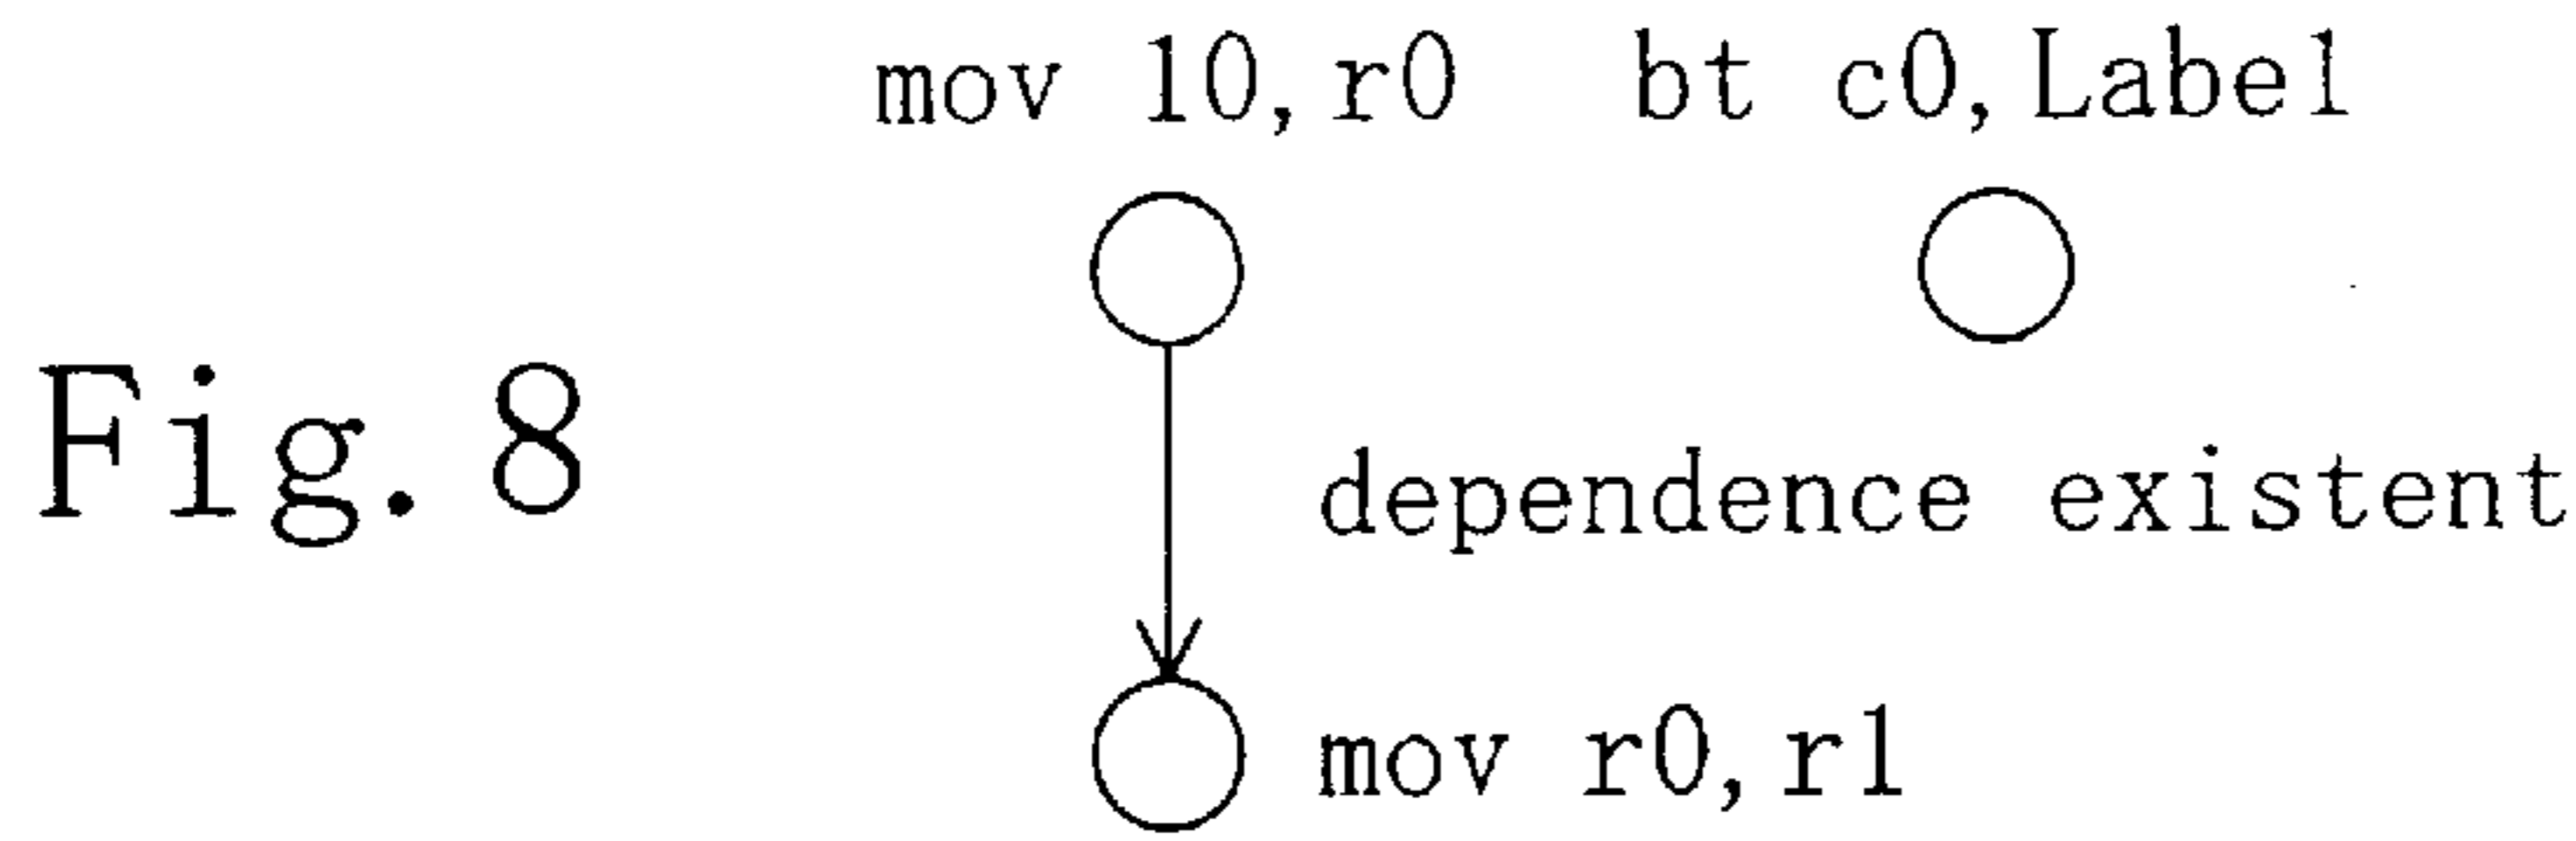 mov 10,r0 bt c0,Label
Fig.8
dependence existent
mov r0,r1